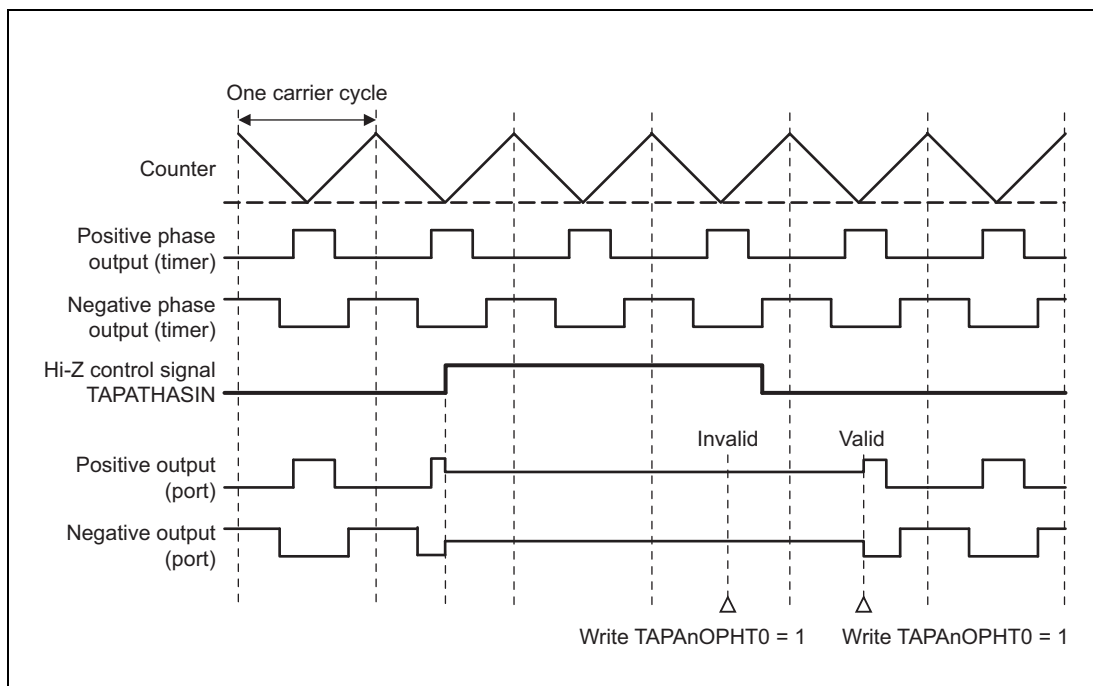 One carrier cycle
Counter
Positive phase
output (timer)
Negative phase
output (timer)
Hi-Z control signal
TAPATHASIN
Invalid
Valid
Positive output
(port)
Negative output
(port)
Write TAPAnOPHT0 = 1
Write TAPAnOPHT0 = 1